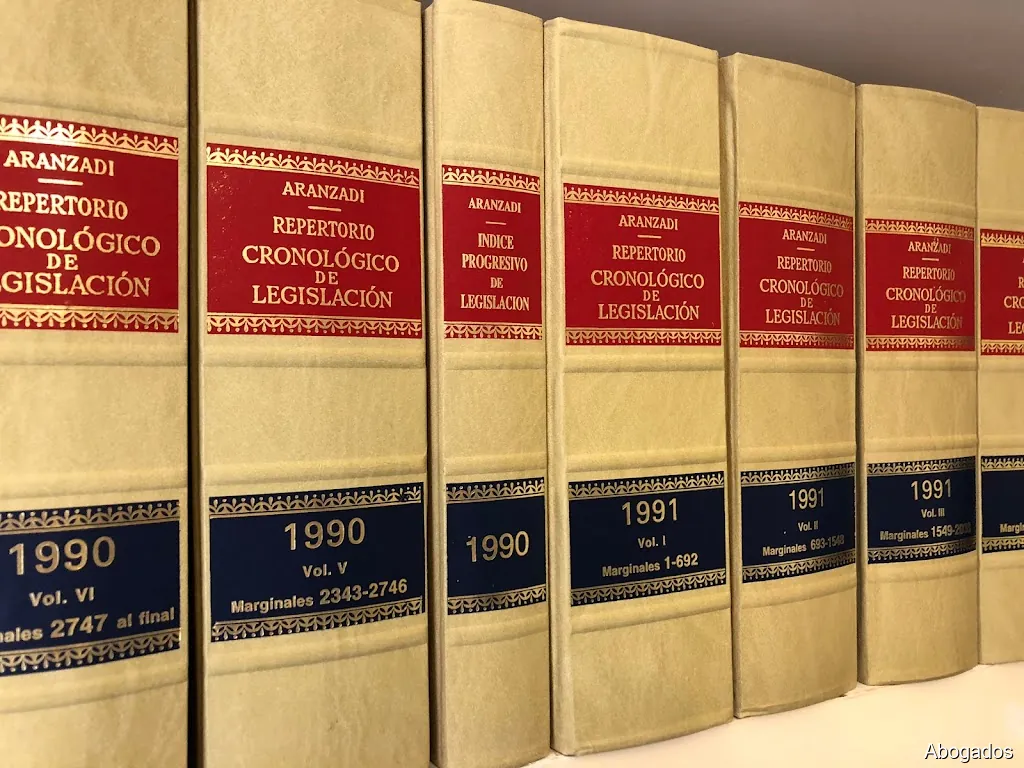 ARANZADI
REPERTORIO
CRONOLÓGICO
DE
LEGISLACIÓN
1990
Vol. VI
2747 al final
ARANZADI
REPERTORIO
CRONOLÓGICO
DE
LEGISLACIÓN
1990
Vol. V
Marginales 2343-2746
ARANZADI
INDICE
PROGRESIVO
DE
LEGISLACION
1990
ARANZADI
REPERTORIO
CRONOLÓGICO
DE
LEGISLACIÓN
1991
Vol. I
Marginales 1-692
ARANZADI
REPERTORIO
CRONOLÓGICO
DE
LEGISLACIÓN
1991
Vol. II
Marginales 693-1548
ARANZADI
REPERTORIO
CRONOLÓGICO
DE
LEGISLACIÓN
1991
Vol. III
Marginales
Abogados